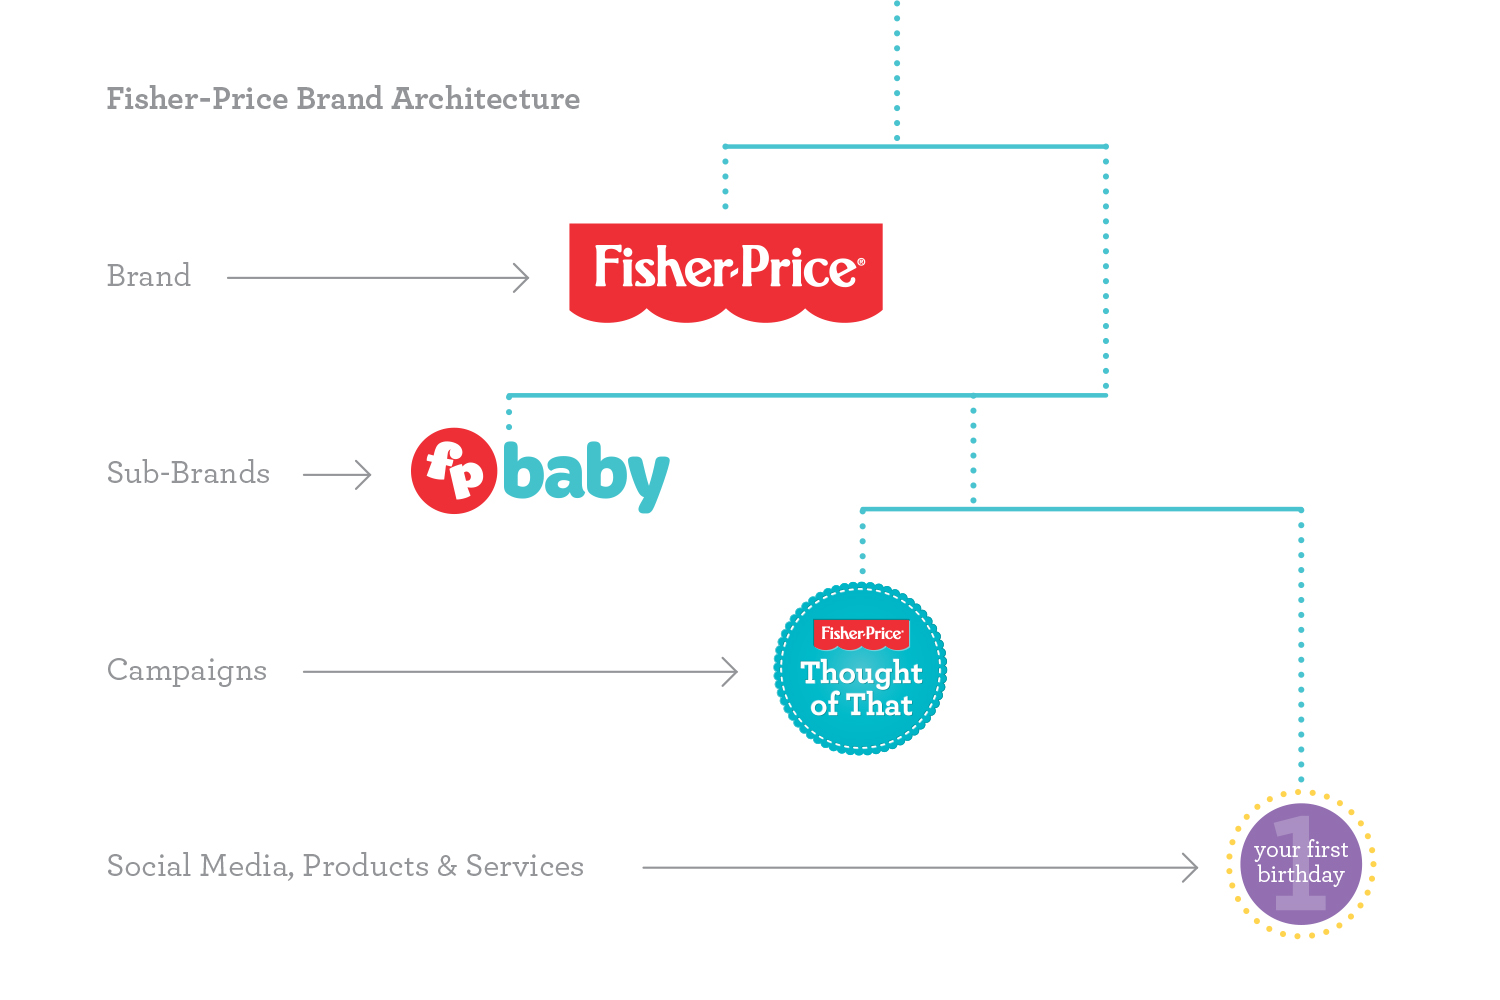 Fisher-Price Brand Architecture
Brand
Fisher-Price®
Sub-Brands
fp baby
Campaigns
Fisher-Price®
Thought
of That
Social Media, Products & Services
1
your first
birthday